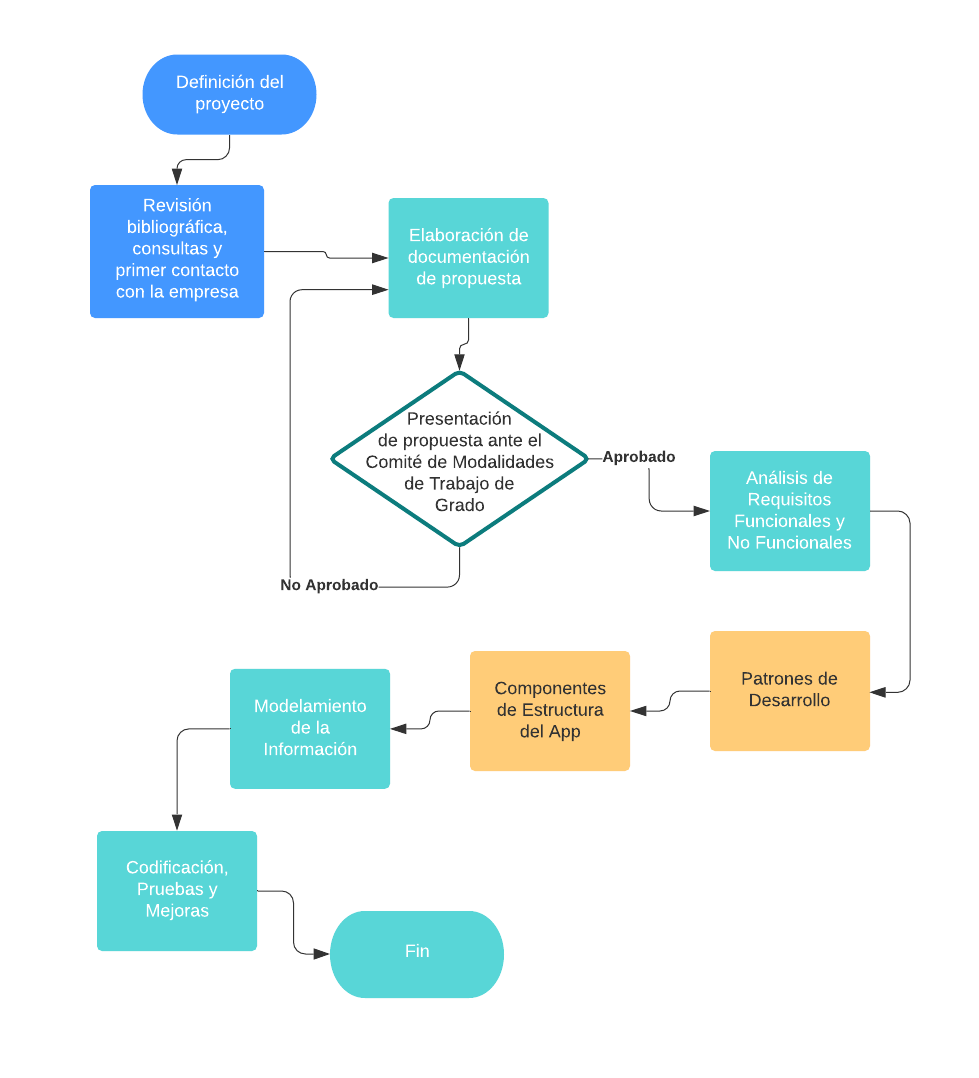 Definición del
proyecto
Revisión
bibliográfica,
consultas y
primer contacto
con la empresa
Elaboración de
documentación
de propuesta
Presentación
de propuesta ante el
Comité de Modalidades
de Trabajo de
Grado
Aprobado
No Aprobado
Análisis de
Requisitos
Funcionales y
No Funcionales
Patrones de
Desarrollo
Componentes
de Estructura
del App
Modelamiento
de la
Información
Codificación,
Pruebas y
Mejoras
Fin